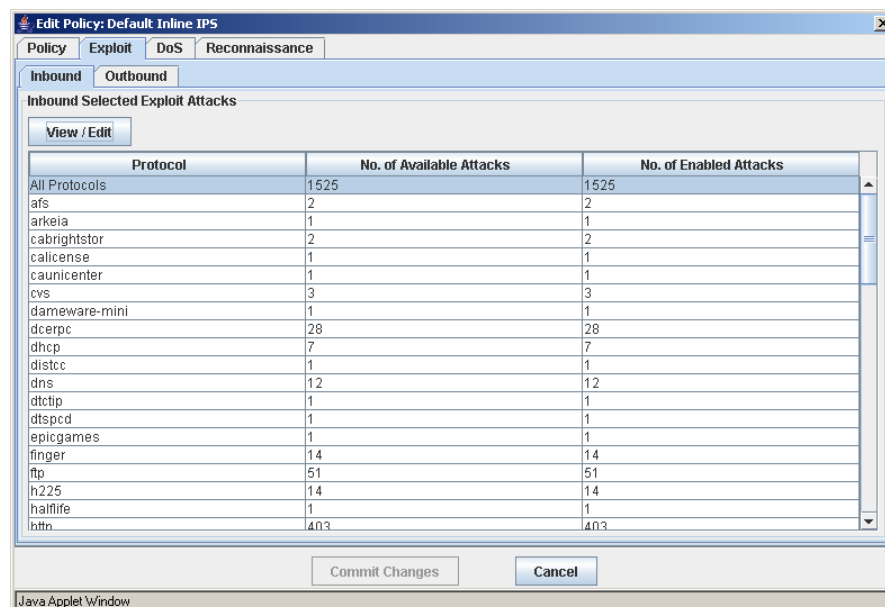 Edit Policy: Default Inline IPS
Policy Exploit DoS Reconnaissance
Inbound Outbound
Inbound Selected Exploit Attacks
View / Edit
Protocol No. of Available Attacks No. of Enabled Attacks
All Protocols 1525 1525
afs 2 2
arkeia 1 1
cabrightstor 2 2
calicense 1 1
caunicenter 1 1
cvs 3 3
dameware-mini 1 1
dcerpc 28 28
dhcp 7 7
distcc 1 1
dns 12 12
dtctip 1 1
dtspcd 1 1
epicgames 1 1
finger 14 14
ftp 51 51
h225 14 14
halflife 1 1
http 403 403
Commit Changes Cancel
Java Applet Window